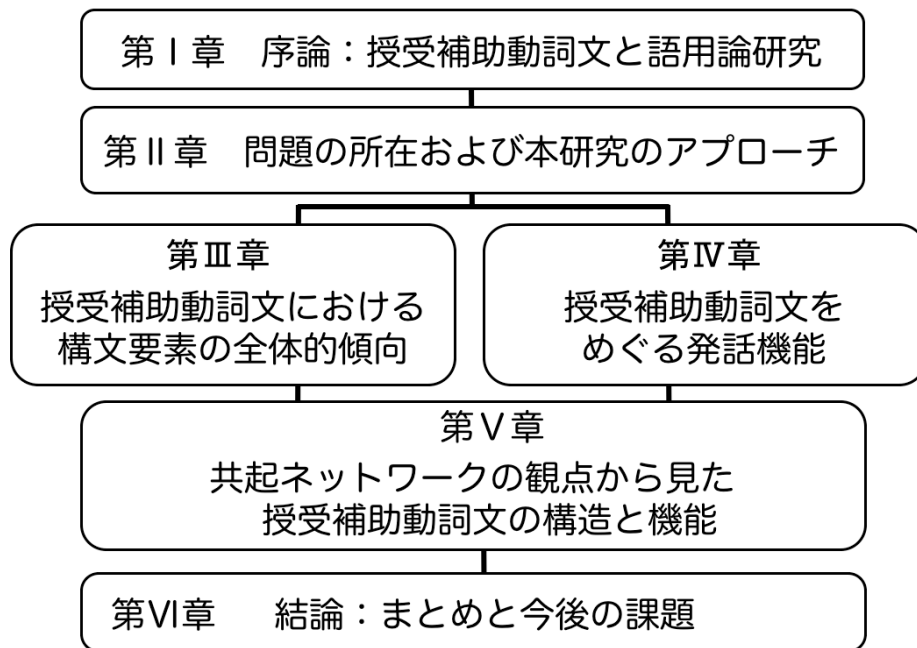 第Ⅰ章　序論：授受補助動詞文と語用論研究
第Ⅱ章　問題の所在および本研究のアプローチ
第Ⅲ章
授受補助動詞文における
構文要素の全体的傾向
第Ⅳ章
授受補助動詞文を
めぐる発話機能
第Ⅴ章
共起ネットワークの観点から見た
授受補助動詞文の構造と機能
第Ⅵ章　結論：まとめと今後の課題